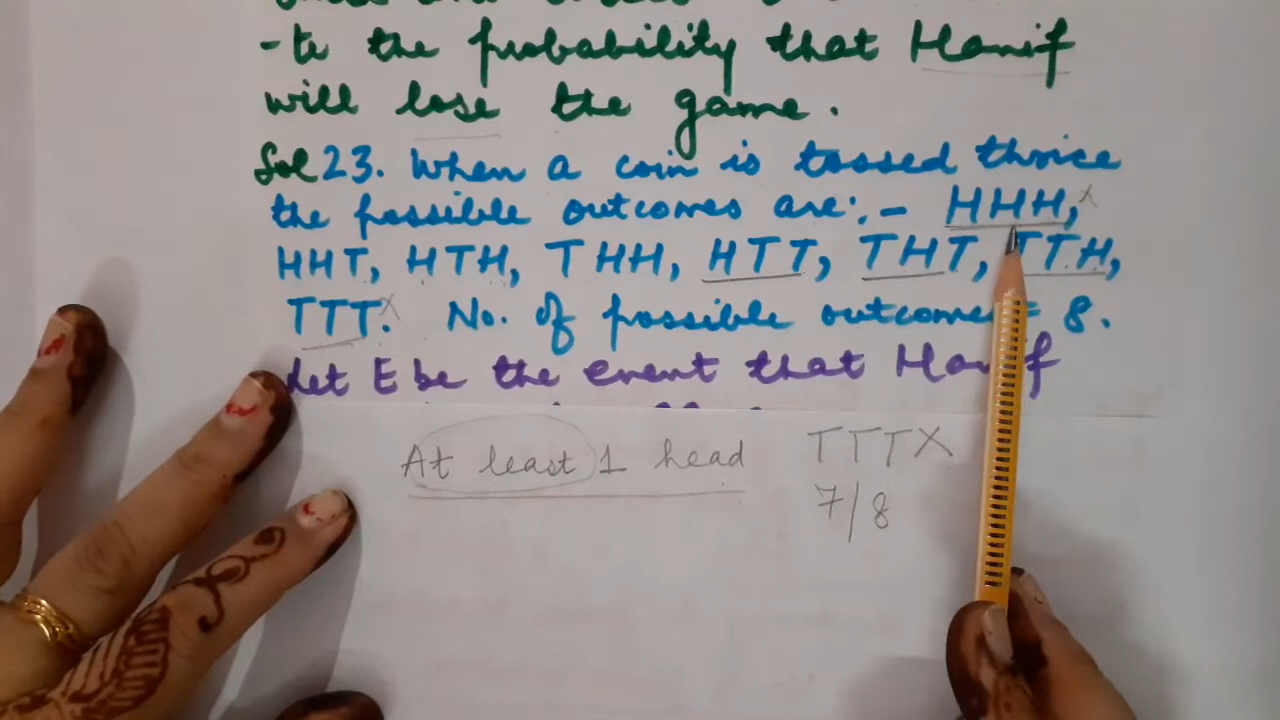 -te the probability that Hanif
will lose the game.
Sol 23. When a coin is tossed thrice
the possible outcomes are:- HHH, X
HHT, HTH, THH, HTT, THT, TTH,
TTT. X No. of possible outcomes = 8.
Let E be the event that Hanif
At least 1 head TTT X
7/8